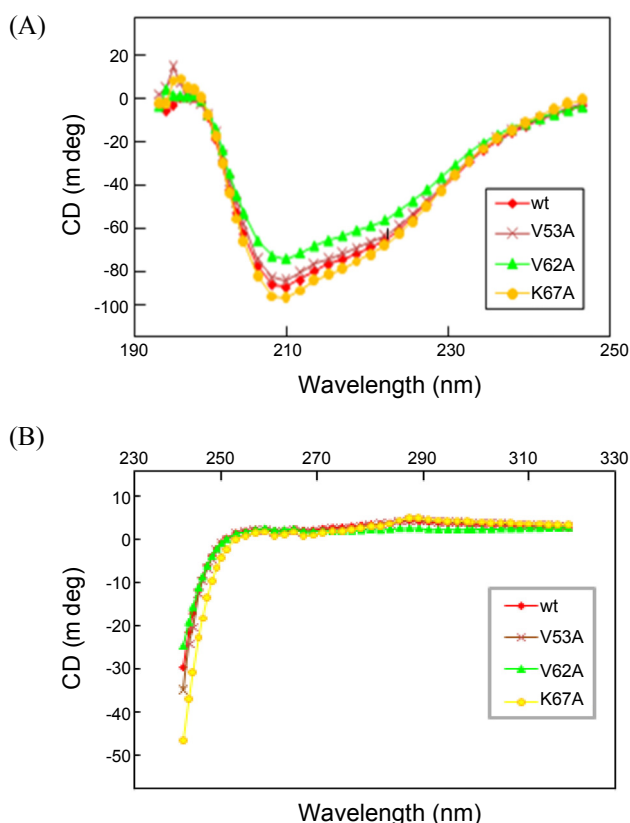 (A)
20
0
-20
-40
-60
-80
-100
CD (m deg)
wt
V53A
V62A
K67A
190 210 230 250
Wavelength (nm)
(B)
230 250 270 290 310 330
10
0
-10
-20
-30
-40
-50
CD (m deg)
wt
V53A
V62A
K67A
Wavelength (nm)